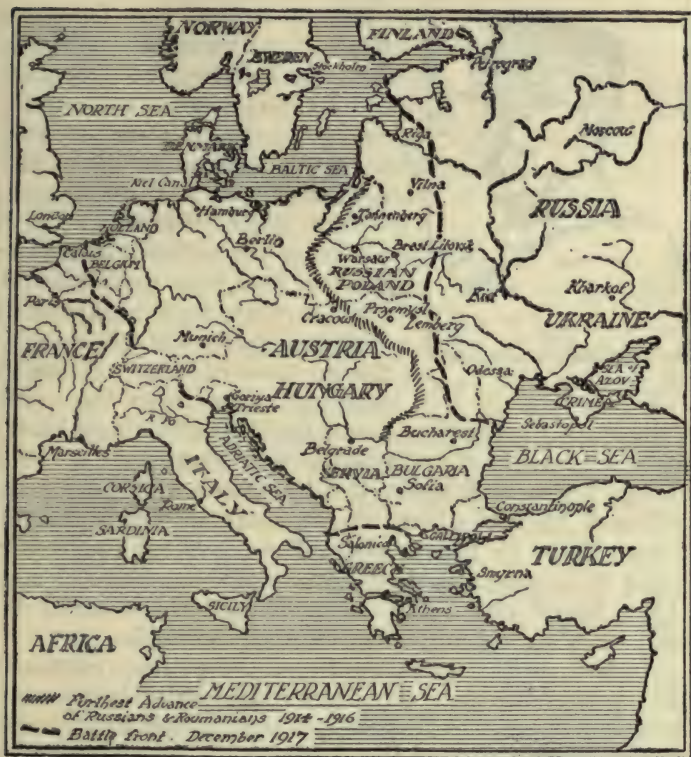 NORWAY
SWEDEN
FINLAND
Stockholm
Petrograd
NORTH SEA
Moscow
Riga
DENMARK
BALTIC SEA
Kiel Canal
Vilna
RUSSIA
London
Hamburg
Tannenberg
HOLLAND
Berlin
Calais
BELGIUM
Warsaw
Brest Litovsk
RUSSIAN
POLAND
Paris
Kiev
Kharkof
Cracow
Przemysl
Lemberg
UKRAINE
FRANCE
Munich
AUSTRIA
SWITZERLAND
HUNGARY
Odessa
SEA of
AZOV
CRIMEA
Goriza
Trieste
R Po
Sebastopol
Marseilles
ADRIATIC SEA
Belgrade
Bucharest
BLACK SEA
ITALY
SERVIA
BULGARIA
Sofia
CORSICA
Rome
Constantinople
SARDINIA
Salonica
GALLIPOLI
TURKEY
GREECE
Smyrna
SICILY
Athens
AFRICA
MEDITERRANEAN SEA
Furthest Advance
of Russians & Roumanians 1914-1916
Battle front. December 1917